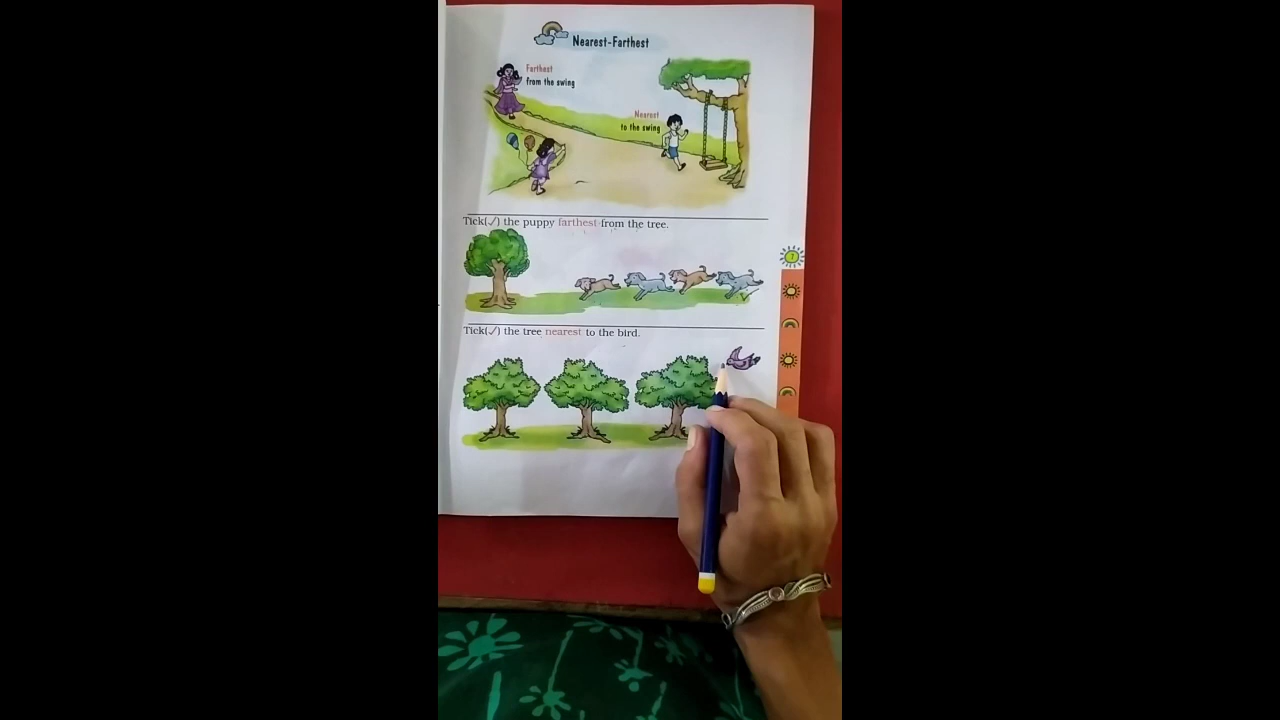 Nearest-Farthest
Farthest
from the swing
Nearest
to the swing
Tick(✓) the puppy farthest from the tree.
Tick(✓) the tree nearest to the bird.